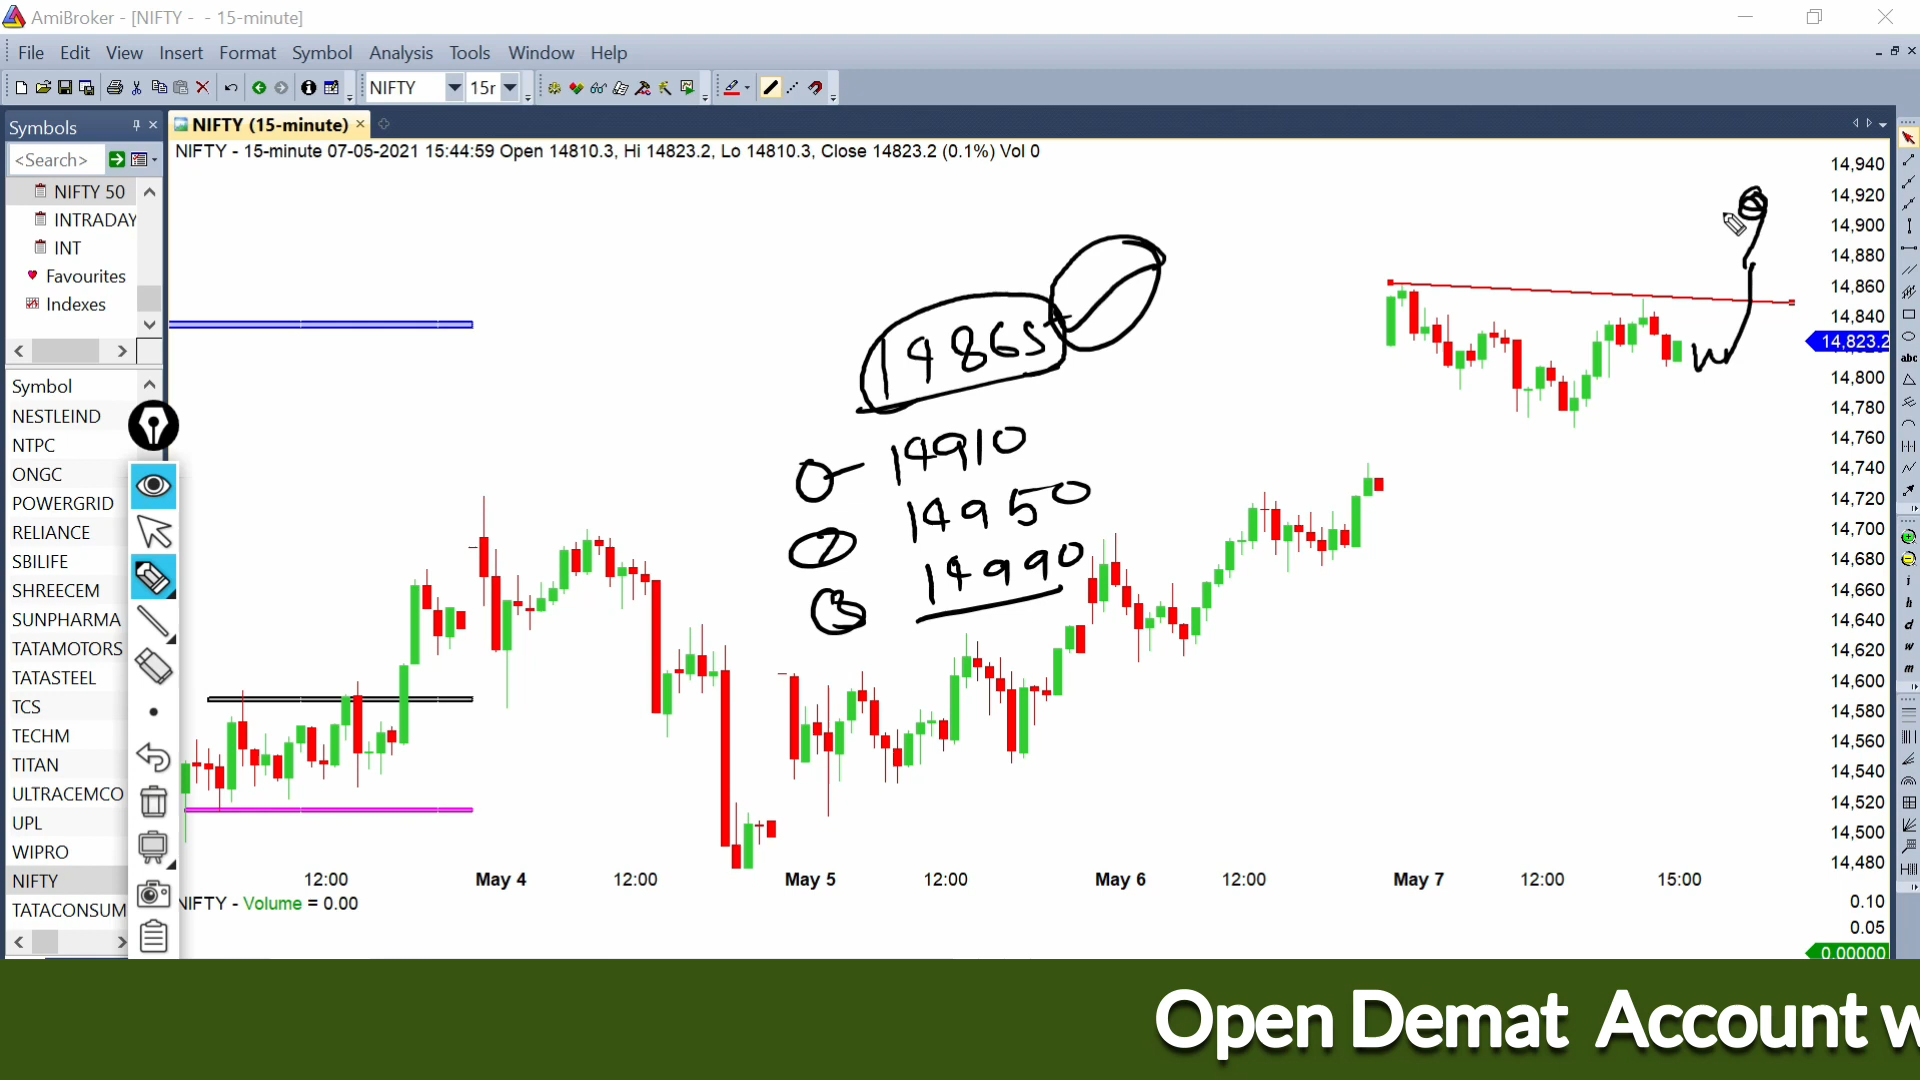 AmiBroker - [NIFTY - - 15-minute]
File Edit View Insert Format Symbol Analysis Tools Window Help
NIFTY 15r
Symbols
NIFTY (15-minute)
<Search>
NIFTY - 15-minute 07-05-2021 15:44:59 Open 14810.3, Hi 14823.2, Lo 14810.3, Close 14823.2 (0.1%) Vol 0
NIFTY 50
INTRADAY
INT
Favourites
Indexes
Symbol
NESTLEIND
NTPC
ONGC
POWERGRID
RELIANCE
SBILIFE
SHREECEM
SUNPHARMA
TATAMOTORS
TATASTEEL
TCS
TECHM
TITAN
ULTRACEMCO
UPL
WIPRO
NIFTY
TATACONSUM
14865
14910
14950
14990
14,940
14,920
14,900
14,880
14,860
14,840
14,823.2
14,800
14,780
14,760
14,740
14,720
14,700
14,680
14,660
14,640
14,620
14,600
14,580
14,560
14,540
14,520
14,500
14,480
abc
i
h
d
w
m
12:00 May 4 12:00 May 5 12:00 May 6 12:00 May 7 12:00 15:00
NIFTY - Volume = 0.00
0.10
0.05
0.00000
Open Demat Account w